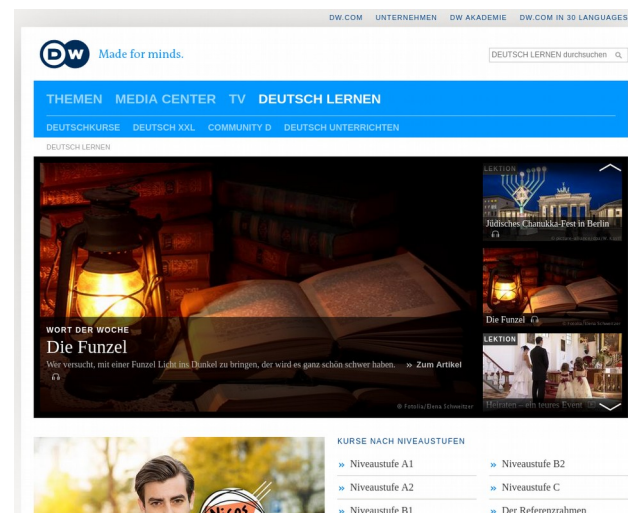 DW.COM UNTERNEHMEN DW AKADEMIE DW.COM IN 30 LANGUAGES
DW Made for minds.
DEUTSCH LERNEN durchsuchen
THEMEN MEDIA CENTER TV DEUTSCH LERNEN
DEUTSCHKURSE DEUTSCH XXL COMMUNITY D DEUTSCH UNTERRICHTEN
DEUTSCH LERNEN
WORT DER WOCHE
Die Funzel
Wer versucht, mit einer Funzel Licht ins Dunkel zu bringen, der wird es ganz schön schwer haben. » Zum Artikel
© Fotolia/Elena Schweitzer
LEKTION
Jüdisches Chanukka-Fest in Berlin
Die Funzel
© Fotolia/Elena Schweitzer
LEKTION
Heiraten – ein teures Event
KURSE NACH NIVEAUSTUFEN
» Niveaustufe A1 » Niveaustufe B2
» Niveaustufe A2 » Niveaustufe C
» Niveaustufe B1 » Der Referenzrahmen
Nicos